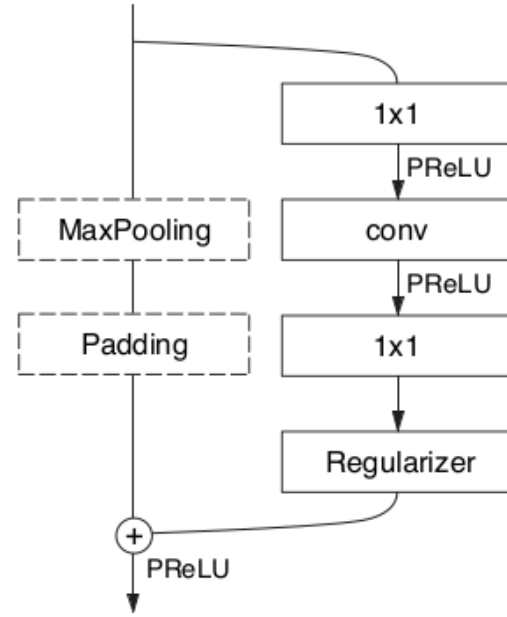 1x1
PReLU
MaxPooling
conv
PReLU
Padding
1x1
Regularizer
+
PReLU